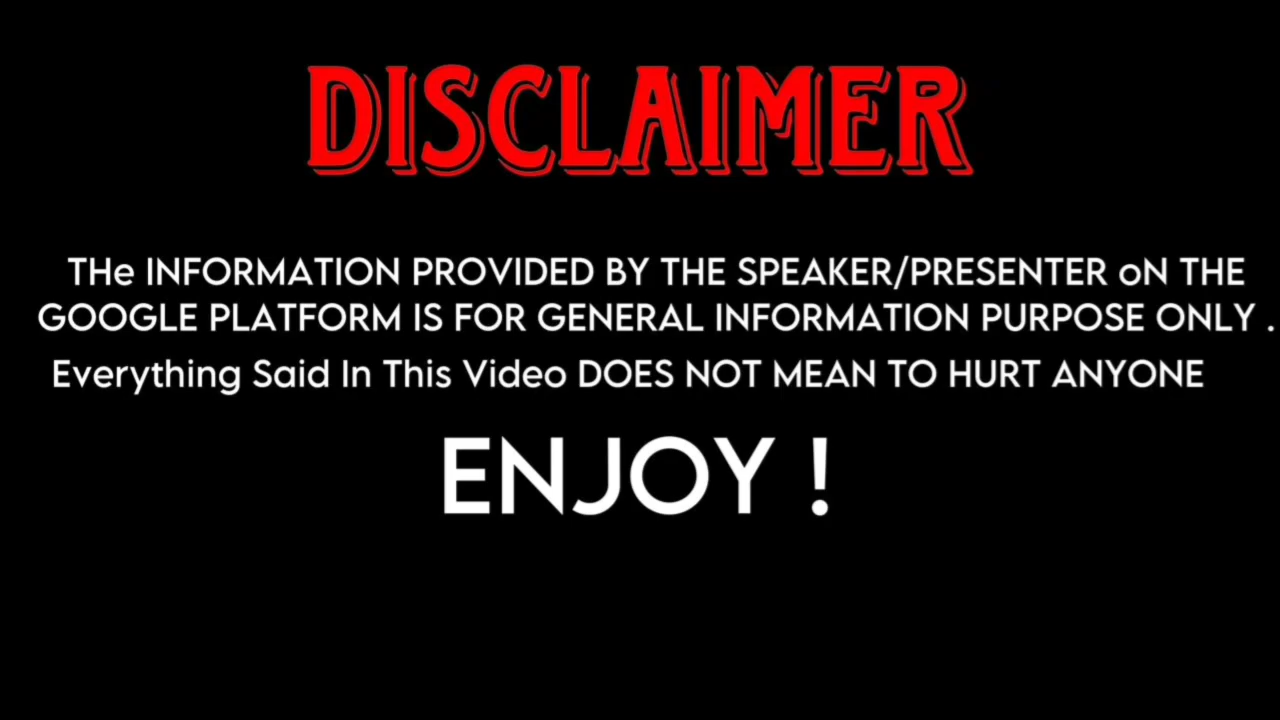 DISCLAIMER
THe INFORMATION PROVIDED BY THE SPEAKER/PRESENTER oN THE
GOOGLE PLATFORM IS FOR GENERAL INFORMATION PURPOSE ONLY .
Everything Said In This Video DOES NOT MEAN TO HURT ANYONE
ENJOY !